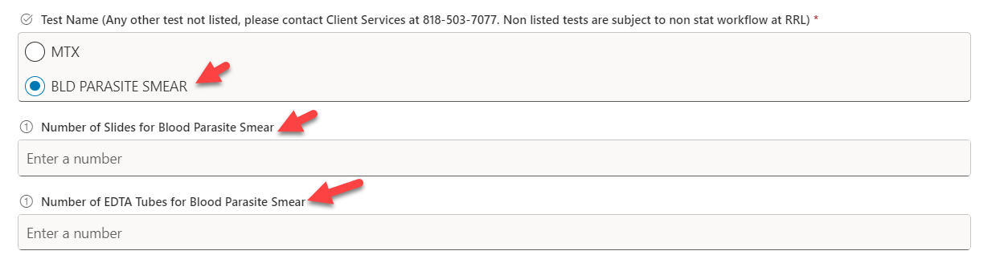 Test Name (Any other test not listed, please contact Client Services at 818-503-7077. Non listed tests are subject to non stat workflow at RRL) *
MTX
BLD PARASITE SMEAR
1 Number of Slides for Blood Parasite Smear
Enter a number
1 Number of EDTA Tubes for Blood Parasite Smear
Enter a number